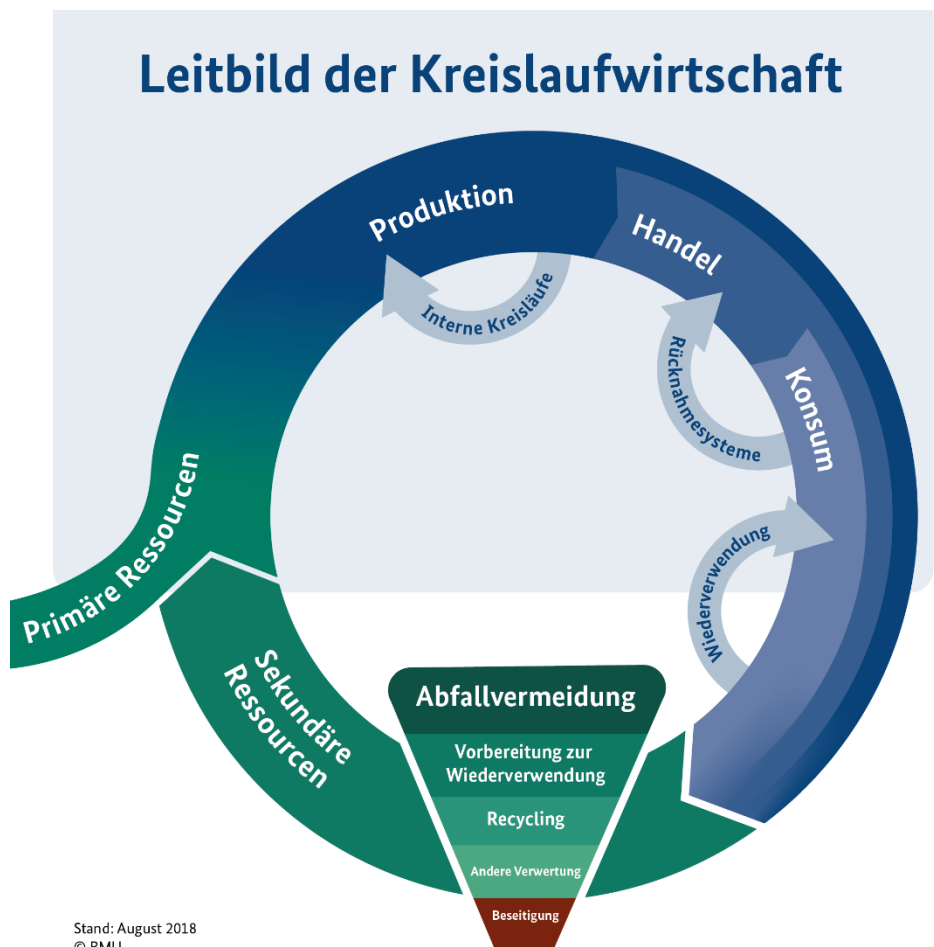 Leitbild der Kreislaufwirtschaft
Produktion
Handel
Interne Kreisläufe
Rücknahmesysteme
Konsum
Primäre Ressourcen
Wiederverwendung
Sekundäre
Ressourcen
Abfallvermeidung
Vorbereitung zur
Wiederverwendung
Recycling
Andere Verwertung
Beseitigung
Stand: August 2018
© BMU